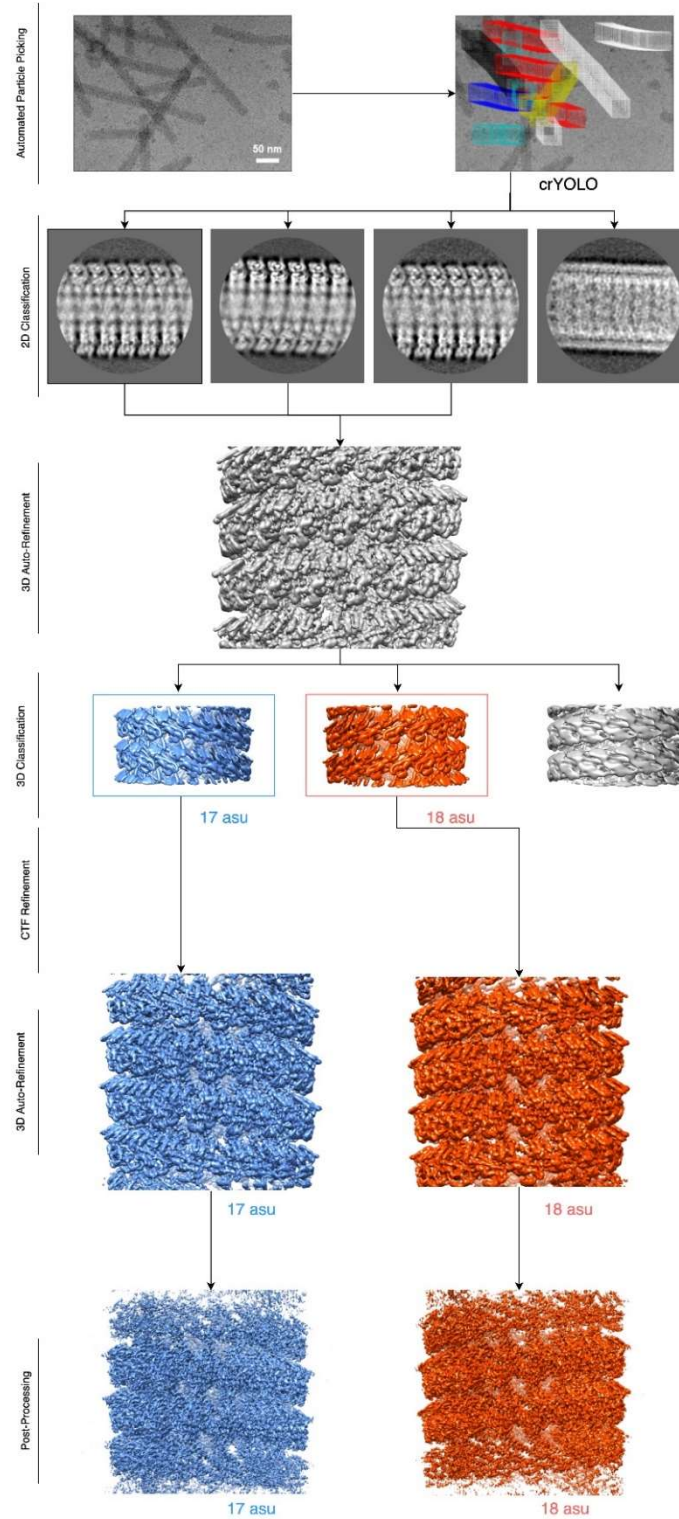 Automated Particle Picking
50 nm
crYOLO
2D Classification
3D Auto-Refinement
3D Classification
17 asu
18 asu
CTF Refinement
3D Auto-Refinement
17 asu
18 asu
Post-Processing
17 asu
18 asu